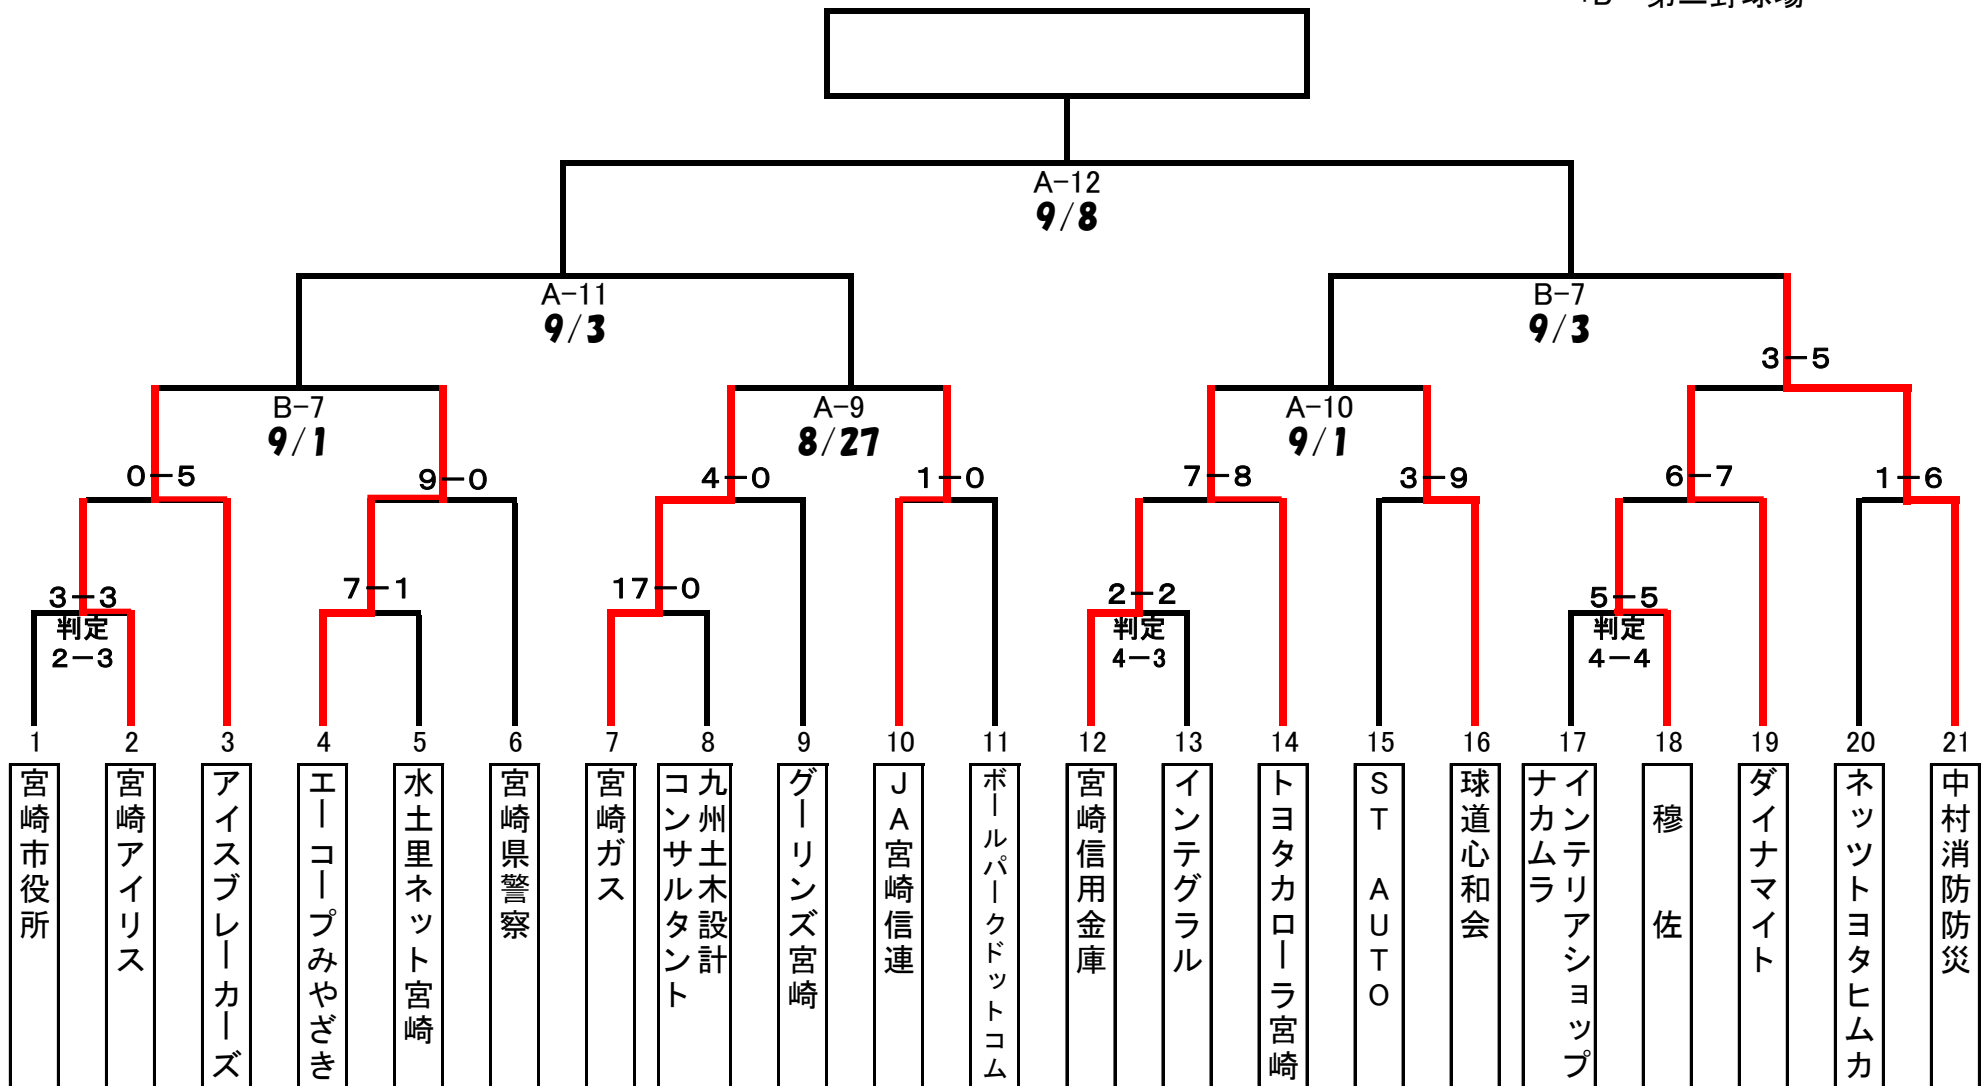 A-12
9/8
A-11
9/3
B-7
9/3
3-5
B-7
9/1
A-9
8/27
A-10
9/1
0-5
9-0
4-0
1-0
7-8
3-9
6-7
1-6
3-3
判定
2-3
7-1
17-0
2-2
判定
4-3
5-5
判定
4-4
1 2 3 4 5 6 7 8 9 10 11 12 13 14 15 16 17 18 19 20 21
宮崎市役所
宮崎アイリス
アイスブレーカーズ
エーコープみやざき
水土里ネット宮崎
宮崎県警察
宮崎ガス
九州土木設計
コンサルタント
グーリンズ宮崎
JA宮崎信連
ボールパークドットコム
宮崎信用金庫
インテグラル
トヨタカローラ宮崎
ST AUTO
球道心和会
インテリアショップ
ナカムラ
穆 佐
ダイナマイト
ネッツトヨタヒムカ
中村消防防災